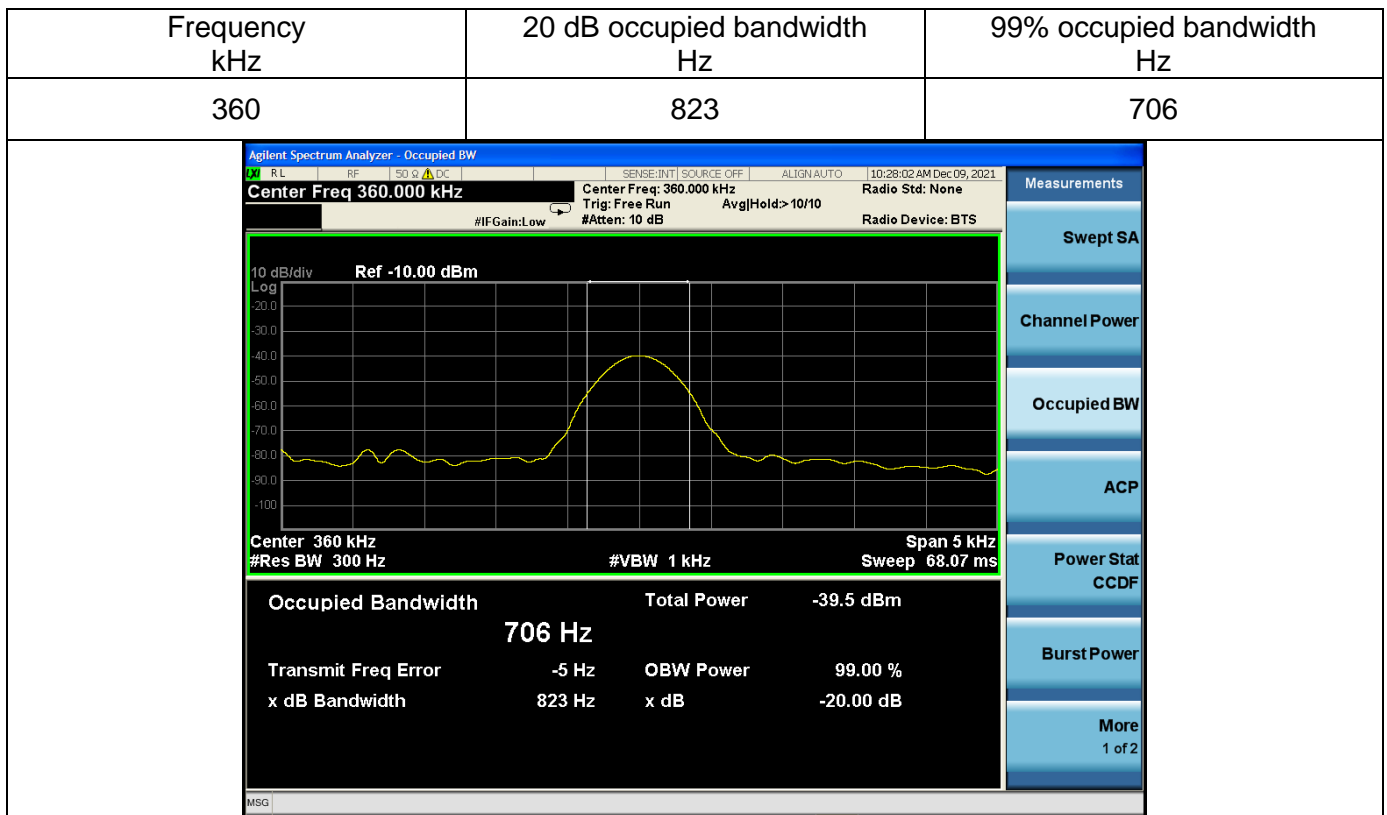 Frequency kHz
20 dB occupied bandwidth Hz
99% occupied bandwidth Hz
360
823
706
Agilent Spectrum Analyzer - Occupied BW
LXI RL RF 50 Ω DC SENSE:INT SOURCE OFF ALIGN AUTO 10:28:02 AM Dec 09, 2021
Center Freq 360.000 kHz
Center Freq: 360.000 kHz
Radio Std: None
Trig: Free Run
Avg|Hold:>10/10
#IFGain:Low
#Atten: 10 dB
Radio Device: BTS
10 dB/div
Ref -10.00 dBm
Log
-20.0
-30.0
-40.0
-50.0
-60.0
-70.0
-80.0
-90.0
-100
Center 360 kHz
Span 5 kHz
#Res BW 300 Hz
#VBW 1 kHz
Sweep 68.07 ms
Occupied Bandwidth
Total Power -39.5 dBm
706 Hz
Transmit Freq Error -5 Hz
OBW Power 99.00 %
x dB Bandwidth 823 Hz
x dB -20.00 dB
MSG
Measurements
Swept SA
Channel Power
Occupied BW
ACP
Power Stat
CCDF
Burst Power
More
1 of 2